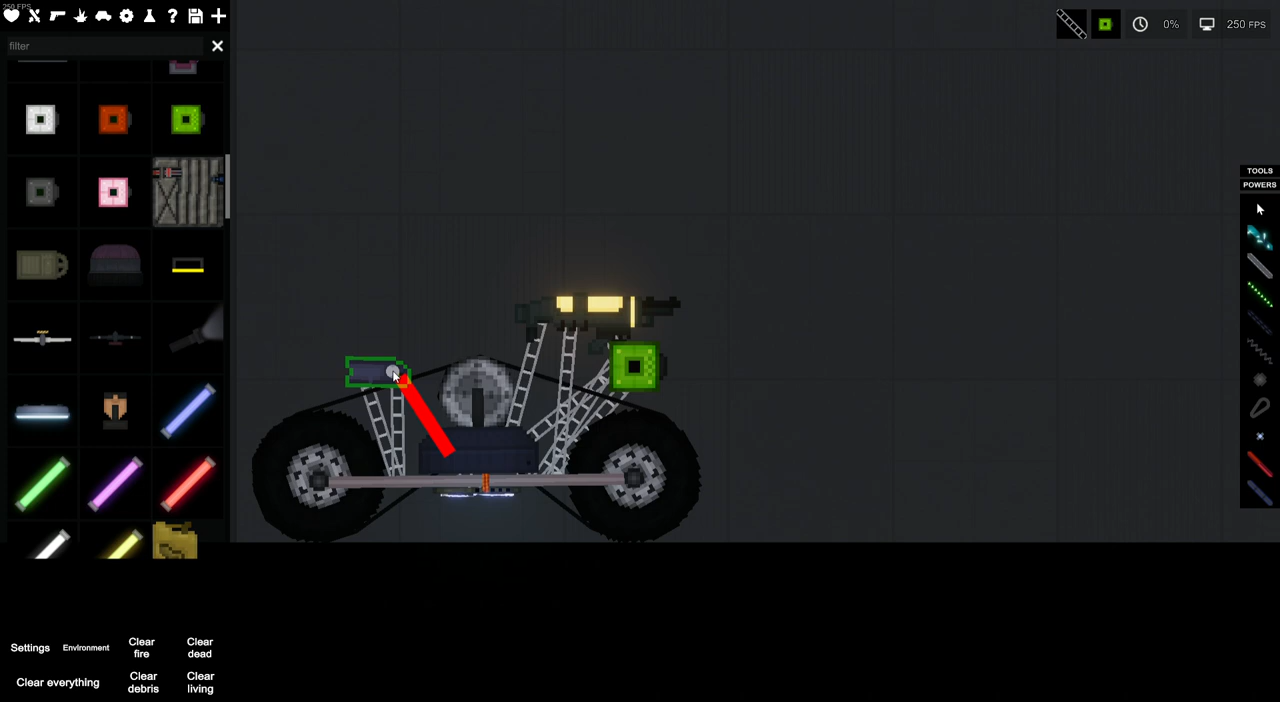 250 FPS
filter
0%
250 FPS
TOOLS
POWERS
Settings
Environment
Clear
fire
Clear
dead
Clear everything
Clear
debris
Clear
living